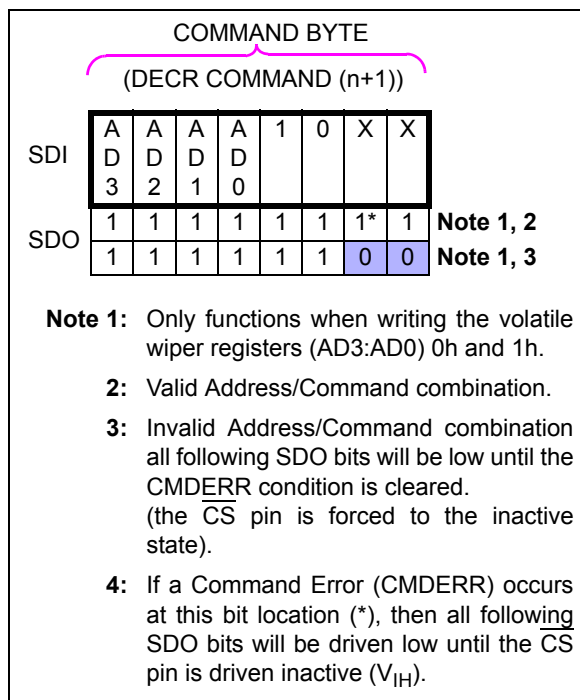 COMMAND BYTE
(DECR COMMAND (n+1))
SDI AD3 AD2 AD1 AD0 1 0 X X
SDO 1 1 1 1 1 1 1* 1 Note 1, 2
1 1 1 1 1 1 0 0 Note 1, 3
Note 1: Only functions when writing the volatile
wiper registers (AD3:AD0) 0h and 1h.
2: Valid Address/Command combination.
3: Invalid Address/Command combination
all following SDO bits will be low until the
CMDERR condition is cleared.
(the CS pin is forced to the inactive
state).
4: If a Command Error (CMDERR) occurs
at this bit location (*), then all following
SDO bits will be driven low until the CS
pin is driven inactive (VIH).